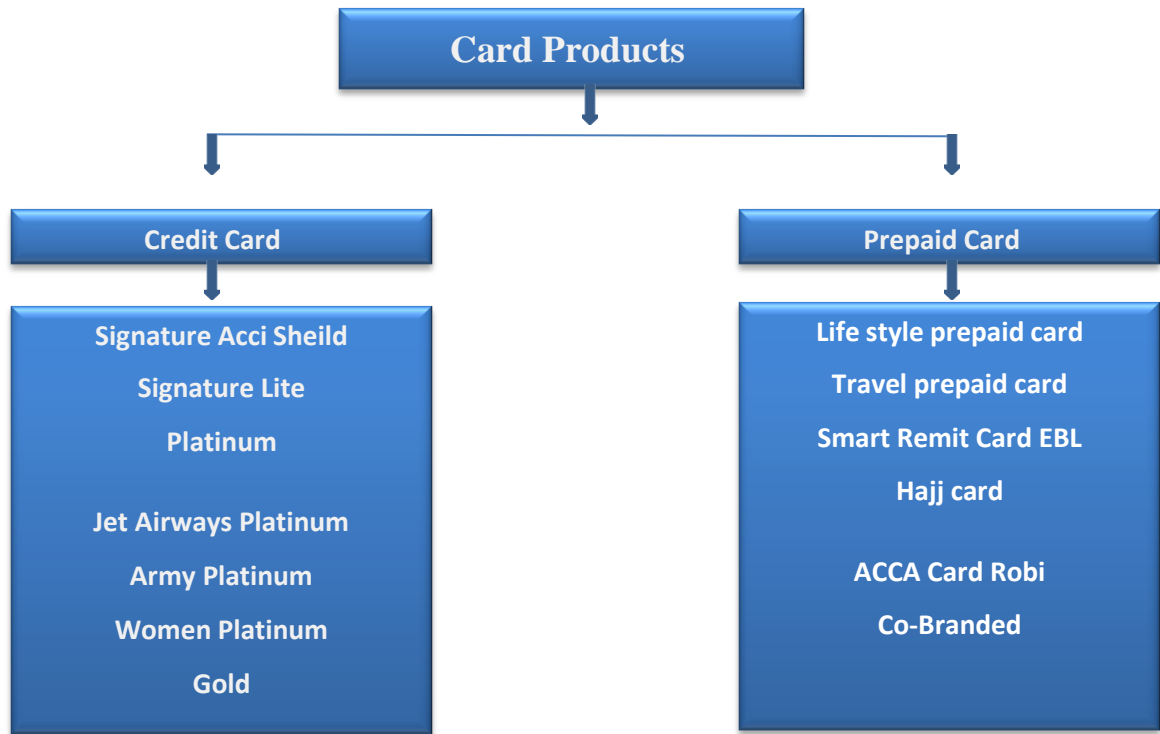 Card Products
Credit Card
Signature Acci Sheild
Signature Lite
Platinum
Jet Airways Platinum
Army Platinum
Women Platinum
Gold
Prepaid Card
Life style prepaid card
Travel prepaid card
Smart Remit Card EBL
Hajj card
ACCA Card Robi
Co-Branded